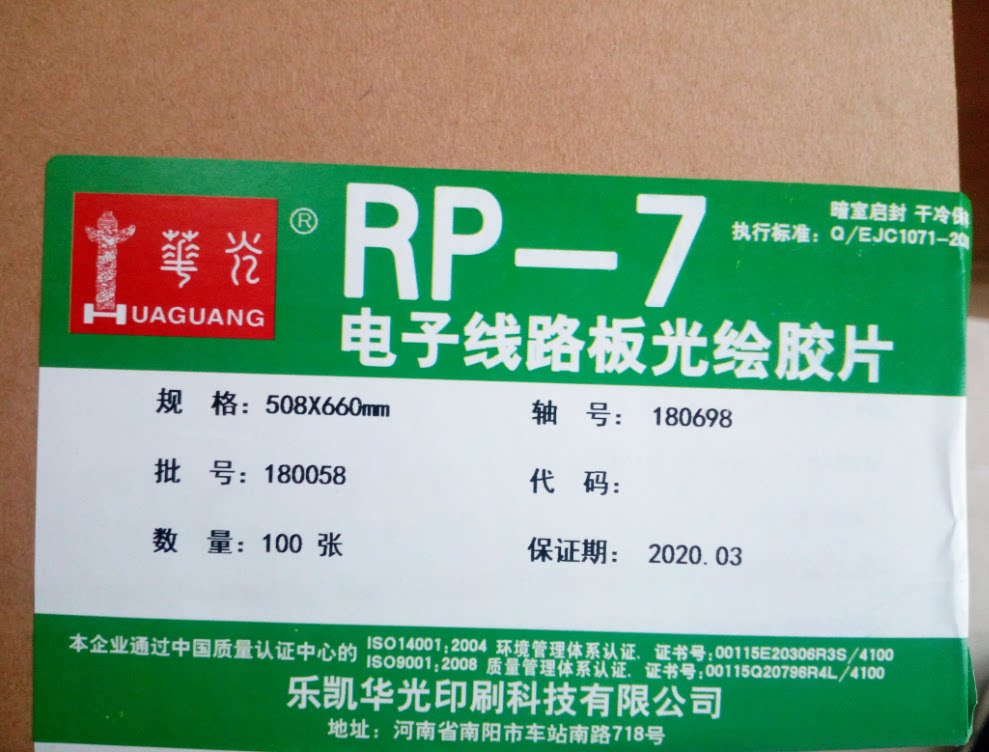 華光
HUAGUANG
®
RP—7
暗室启封 干冷保
执行标准：Q/EJC1071-20
电子线路板光绘胶片
规 格：508X660mm
轴 号： 180698
批 号：180058
代 码：
数 量：100 张
保证期： 2020.03
本企业通过中国质量认证中心的
ISO14001:2004 环境管理体系认证. 证书号:00115E20306R3S/4100
ISO9001:2008 质量管理体系认证. 证书号:00115Q20796R4L/4100
乐凯华光印刷科技有限公司
地址：河南省南阳市车站南路718号